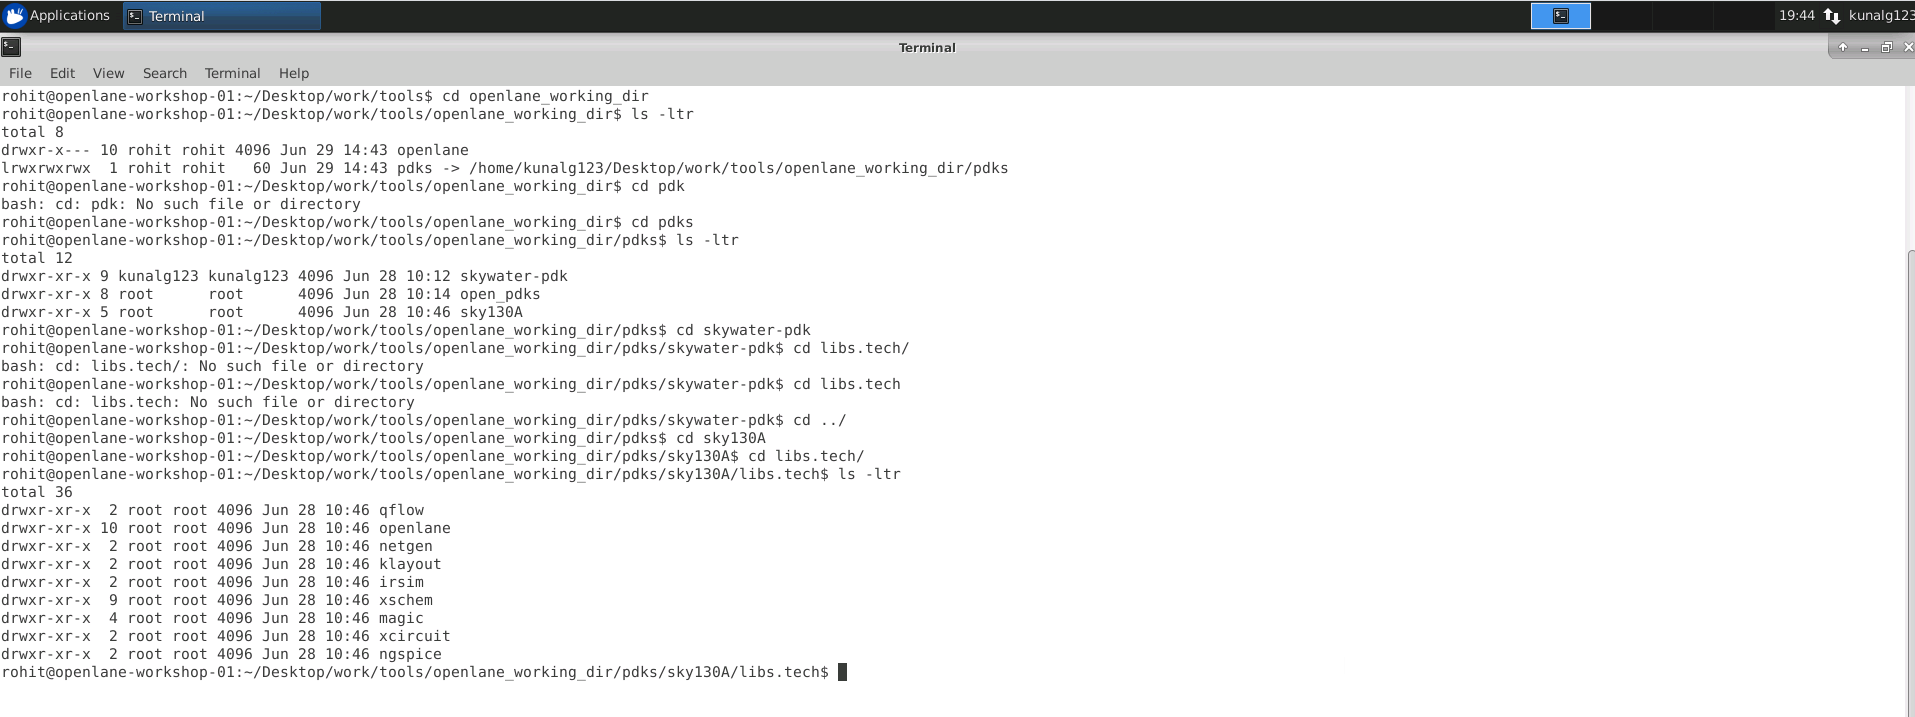 Applications Terminal 19:44 kunalg123
Terminal
File Edit View Search Terminal Help
rohit@openlane-workshop-01:~/Desktop/work/tools$ cd openlane_working_dir
rohit@openlane-workshop-01:~/Desktop/work/tools/openlane_working_dir$ ls -ltr
total 8
drwxr-x--- 10 rohit rohit 4096 Jun 29 14:43 openlane
lrwxrwxrwx  1 rohit rohit   60 Jun 29 14:43 pdks -> /home/kunalg123/Desktop/work/tools/openlane_working_dir/pdks
rohit@openlane-workshop-01:~/Desktop/work/tools/openlane_working_dir$ cd pdk
bash: cd: pdk: No such file or directory
rohit@openlane-workshop-01:~/Desktop/work/tools/openlane_working_dir$ cd pdks
rohit@openlane-workshop-01:~/Desktop/work/tools/openlane_working_dir/pdks$ ls -ltr
total 12
drwxr-xr-x 9 kunalg123 kunalg123 4096 Jun 28 10:12 skywater-pdk
drwxr-xr-x 8 root      root      4096 Jun 28 10:14 open_pdks
drwxr-xr-x 5 root      root      4096 Jun 28 10:46 sky130A
rohit@openlane-workshop-01:~/Desktop/work/tools/openlane_working_dir/pdks$ cd skywater-pdk
rohit@openlane-workshop-01:~/Desktop/work/tools/openlane_working_dir/pdks/skywater-pdk$ cd libs.tech/
bash: cd: libs.tech/: No such file or directory
rohit@openlane-workshop-01:~/Desktop/work/tools/openlane_working_dir/pdks/skywater-pdk$ cd libs.tech
bash: cd: libs.tech: No such file or directory
rohit@openlane-workshop-01:~/Desktop/work/tools/openlane_working_dir/pdks/skywater-pdk$ cd ../
rohit@openlane-workshop-01:~/Desktop/work/tools/openlane_working_dir/pdks$ cd sky130A
rohit@openlane-workshop-01:~/Desktop/work/tools/openlane_working_dir/pdks/sky130A$ cd libs.tech/
rohit@openlane-workshop-01:~/Desktop/work/tools/openlane_working_dir/pdks/sky130A/libs.tech$ ls -ltr
total 36
drwxr-xr-x  2 root root 4096 Jun 28 10:46 qflow
drwxr-xr-x 10 root root 4096 Jun 28 10:46 openlane
drwxr-xr-x  2 root root 4096 Jun 28 10:46 netgen
drwxr-xr-x  2 root root 4096 Jun 28 10:46 klayout
drwxr-xr-x  2 root root 4096 Jun 28 10:46 irsim
drwxr-xr-x  9 root root 4096 Jun 28 10:46 xschem
drwxr-xr-x  4 root root 4096 Jun 28 10:46 magic
drwxr-xr-x  2 root root 4096 Jun 28 10:46 xcircuit
drwxr-xr-x  2 root root 4096 Jun 28 10:46 ngspice
rohit@openlane-workshop-01:~/Desktop/work/tools/openlane_working_dir/pdks/sky130A/libs.tech$